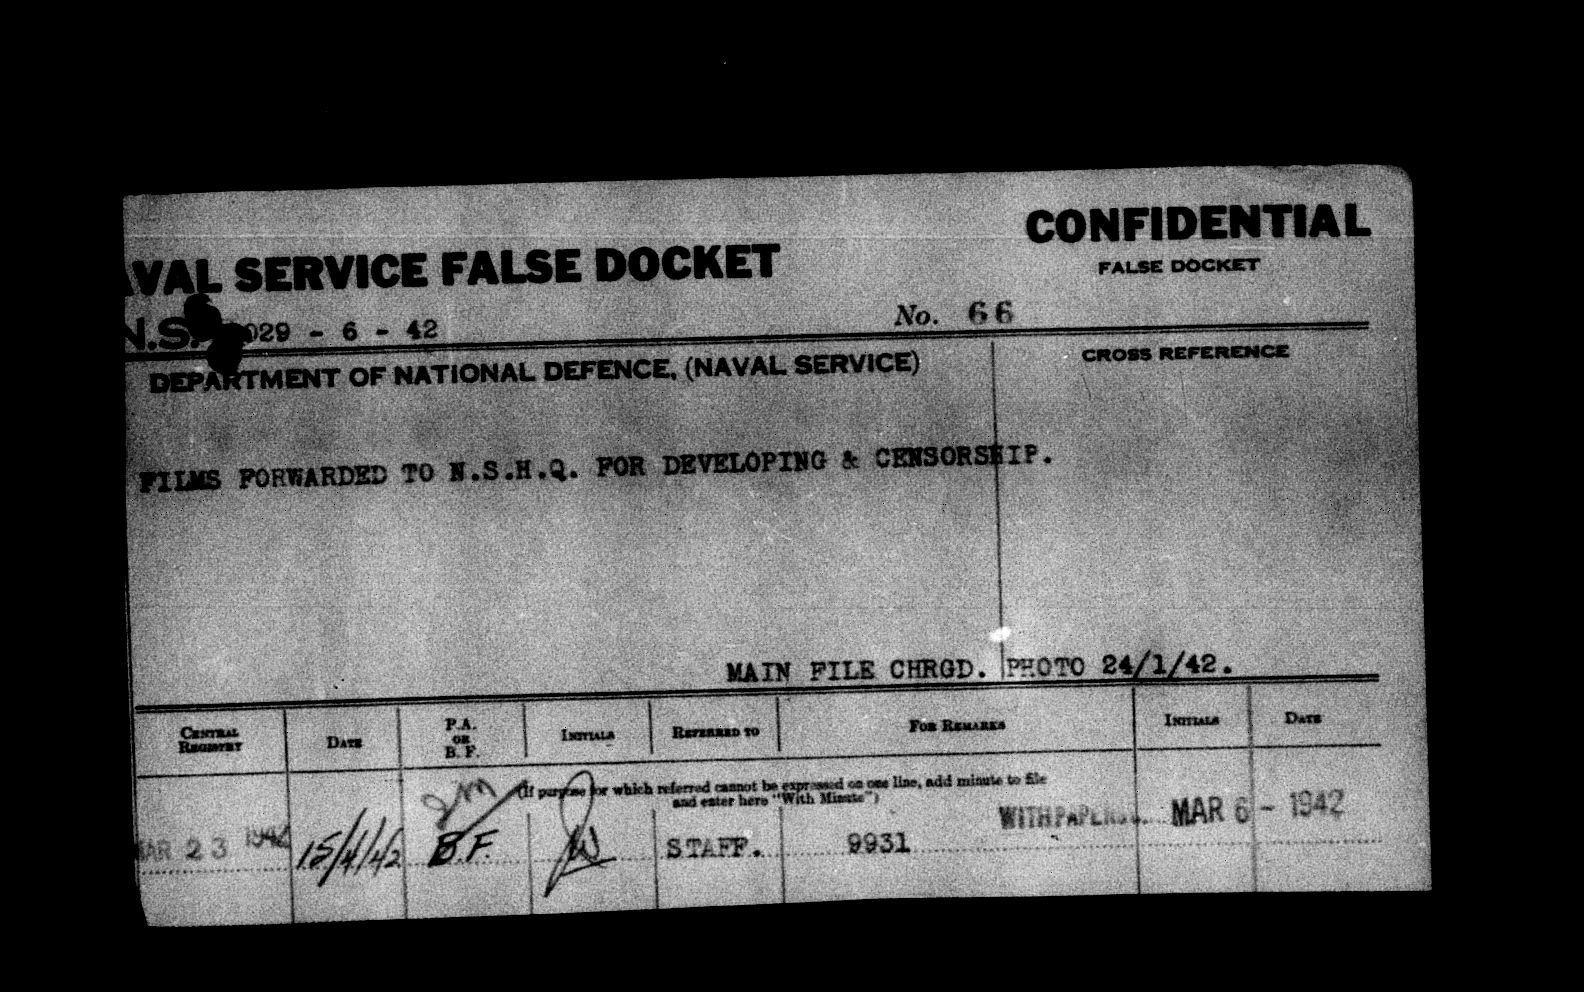 CONFIDENTIAL
FALSE DOCKET
AVAL SERVICE FALSE DOCKET
N.S. 029 - 6 - 42
No. 66
DEPARTMENT OF NATIONAL DEFENCE, (NAVAL SERVICE)
CROSS REFERENCE
FILMS FORWARDED TO N.S.H.Q. FOR DEVELOPING & CENSORSHIP.
MAIN FILE CHRGD. PHOTO 24/1/42.
CENTRAL REGISTRY DATE P.A. OR B.F. INITIALS REFERRED TO FOR REMARKS INITIALS DATE
(If purpose for which referred cannot be expressed on one line, add minute to file
and enter here "With Minute")
WITH PAPERS MAR 6 - 1942
MAR 23 1942 15/4/42 B.F. STAFF. 9931